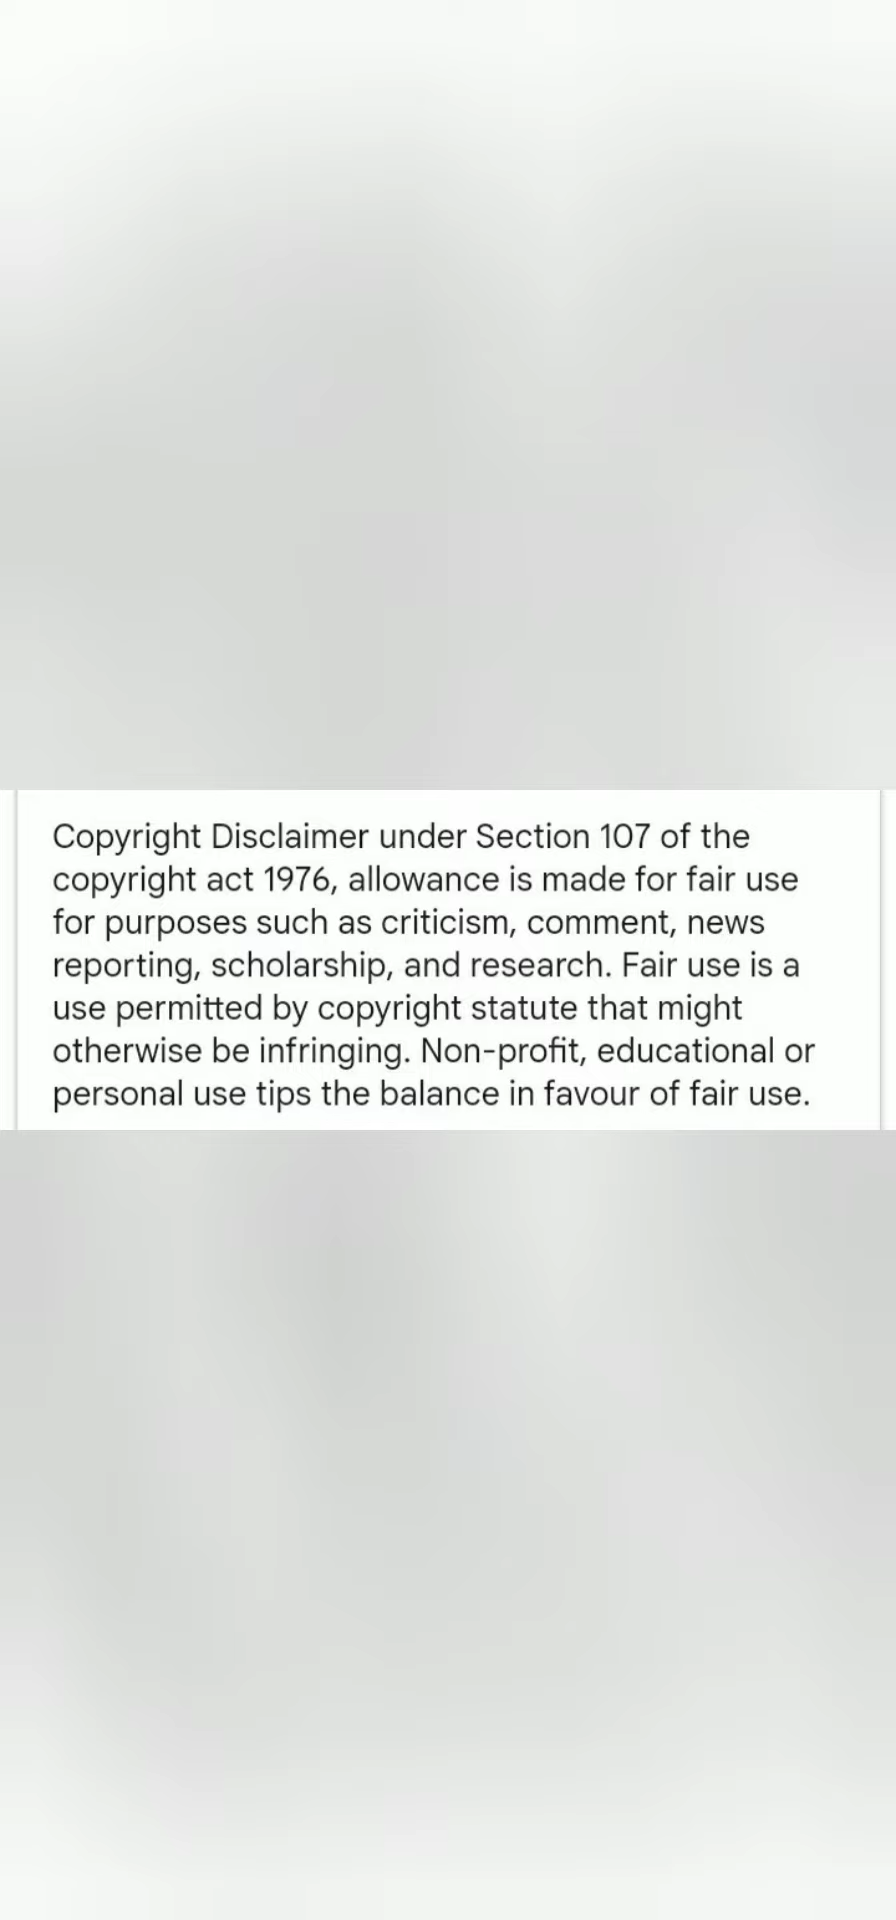 Copyright Disclaimer under Section 107 of the
copyright act 1976, allowance is made for fair use
for purposes such as criticism, comment, news
reporting, scholarship, and research. Fair use is a
use permitted by copyright statute that might
otherwise be infringing. Non-profit, educational or
personal use tips the balance in favour of fair use.